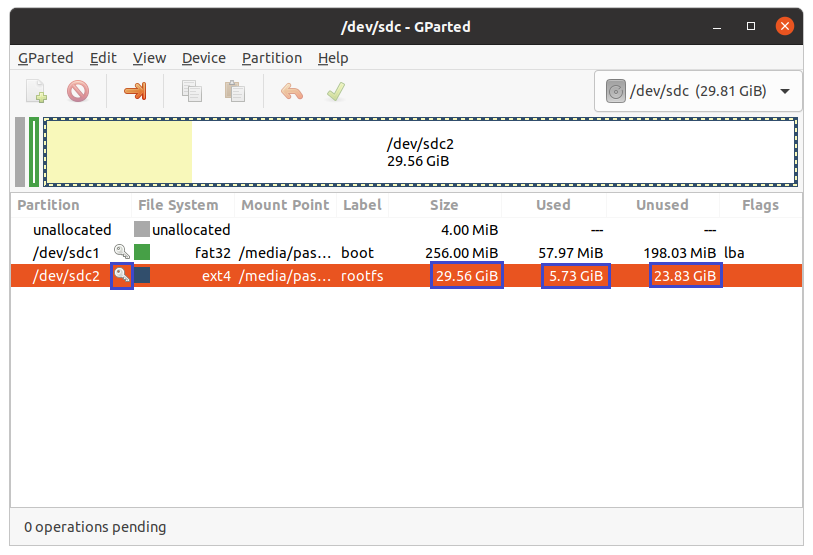 /dev/sdc - GParted
GParted Edit View Device Partition Help
/dev/sdc (29.81 GiB)
/dev/sdc2
29.56 GiB
Partition File System Mount Point Label Size Used Unused Flags
unallocated unallocated 4.00 MiB --- ---
/dev/sdc1 fat32 /media/pas... boot 256.00 MiB 57.97 MiB 198.03 MiB lba
/dev/sdc2 ext4 /media/pas... rootfs 29.56 GiB 5.73 GiB 23.83 GiB
0 operations pending